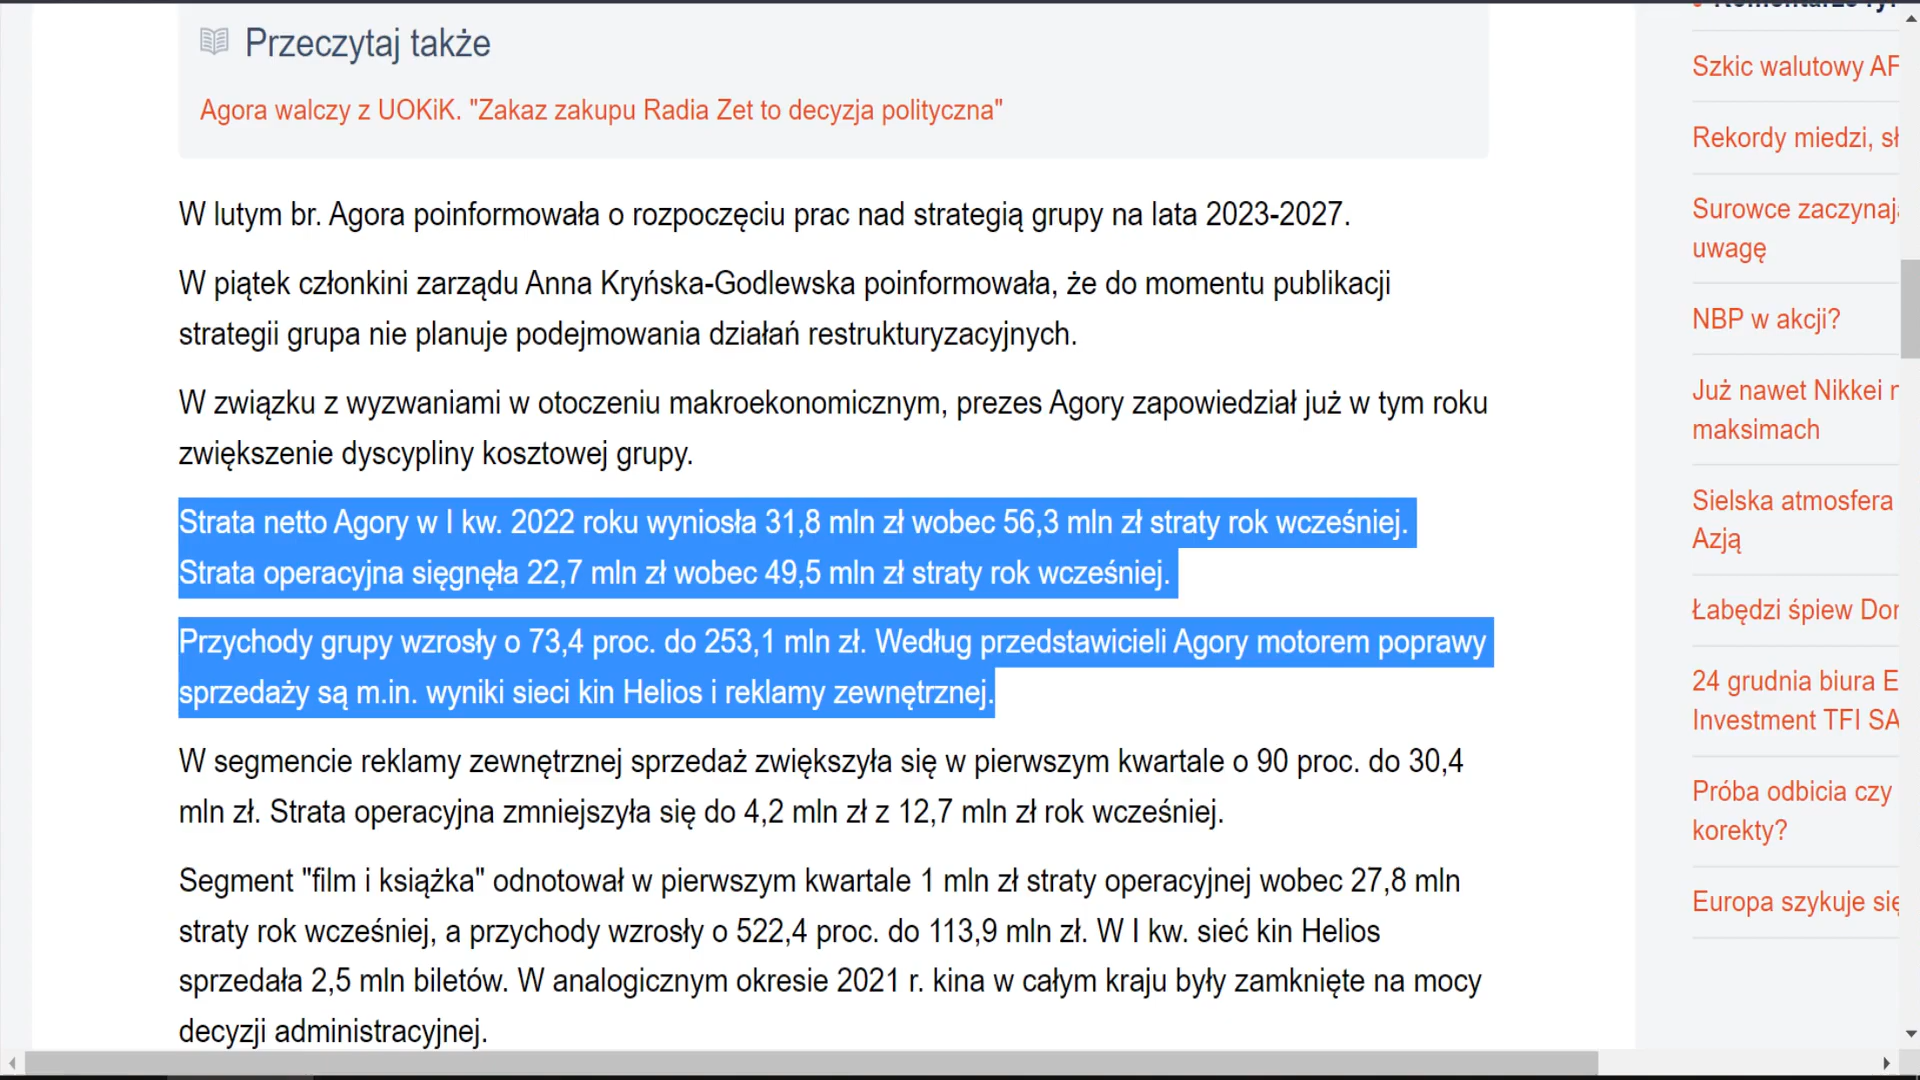 Przeczytaj także
Agora walczy z UOKiK. "Zakaz zakupu Radia Zet to decyzja polityczna"
W lutym br. Agora poinformowała o rozpoczęciu prac nad strategią grupy na lata 2023-2027.
W piątek członkini zarządu Anna Kryńska-Godlewska poinformowała, że do momentu publikacji
strategii grupa nie planuje podejmowania działań restrukturyzacyjnych.
W związku z wyzwaniami w otoczeniu makroekonomicznym, prezes Agory zapowiedział już w tym roku
zwiększenie dyscypliny kosztowej grupy.
Strata netto Agory w I kw. 2022 roku wyniosła 31,8 mln zł wobec 56,3 mln zł straty rok wcześniej.
Strata operacyjna sięgnęła 22,7 mln zł wobec 49,5 mln zł straty rok wcześniej.
Przychody grupy wzrosły o 73,4 proc. do 253,1 mln zł. Według przedstawicieli Agory motorem poprawy
sprzedaży są m.in. wyniki sieci kin Helios i reklamy zewnętrznej.
W segmencie reklamy zewnętrznej sprzedaż zwiększyła się w pierwszym kwartale o 90 proc. do 30,4
mln zł. Strata operacyjna zmniejszyła się do 4,2 mln zł z 12,7 mln zł rok wcześniej.
Segment "film i książka" odnotował w pierwszym kwartale 1 mln zł straty operacyjnej wobec 27,8 mln
straty rok wcześniej, a przychody wzrosły o 522,4 proc. do 113,9 mln zł. W I kw. sieć kin Helios
sprzedała 2,5 mln biletów. W analogicznym okresie 2021 r. kina w całym kraju były zamknięte na mocy
decyzji administracyjnej.
Szkic walutowy
Rekordy miedzi,
Surowce
uwagę
NBP w akcji?
Już nawet Nikkei
maksimach
Sielska atmosfera
Azją
Łabędzi śpiew
24 grudnia biura
Investment TFI SA
Próba odbicia czy
korekty?
Europa szykuje się